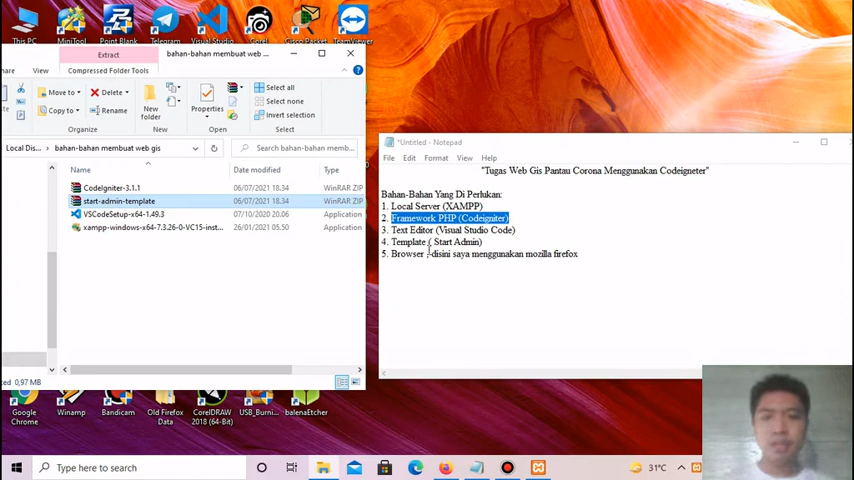 This PC
MiniTool
Point Blank
Telegram
Visual Studio
Corel
Cisco Packet
TeamViewer
Extract
bahan-bahan membuat web ...
hare
View
Compressed Folder Tools
Move to
Delete
Copy to
Rename
New folder
Properties
Select all
Select none
Invert selection
Organize
New
Open
Select
Local Dis...
bahan-bahan membuat web gis
Search bahan-bahan memb...
Name
Date modified
Type
CodeIgniter-3.1.1
06/07/2021 18.34
WinRAR ZIP
start-admin-template
06/07/2021 18.34
WinRAR ZIP
VSCodeSetup-x64-1.49.3
07/10/2020 20.06
Application
xampp-windows-x64-7.3.26-0-VC15-inst...
26/01/2021 05.50
Application
cted 0,97 MB
*Untitled - Notepad
File Edit Format View Help
"Tugas Web Gis Pantau Corona Menggunakan Codeigneter"
Bahan-Bahan Yang Di Perlukan:
1. Local Server (XAMPP)
2. Framework PHP (Codeigniter)
3. Text Editor (Visual Studio Code)
4. Template ( Start Admin)
5. Browser , disini saya menggunakan mozilla firefox
Google Chrome
Winamp
Bandicam
Old Firefox Data
CorelDRAW 2018 (64-Bit)
USB_Burni...
balenaEtcher
Type here to search
31°C